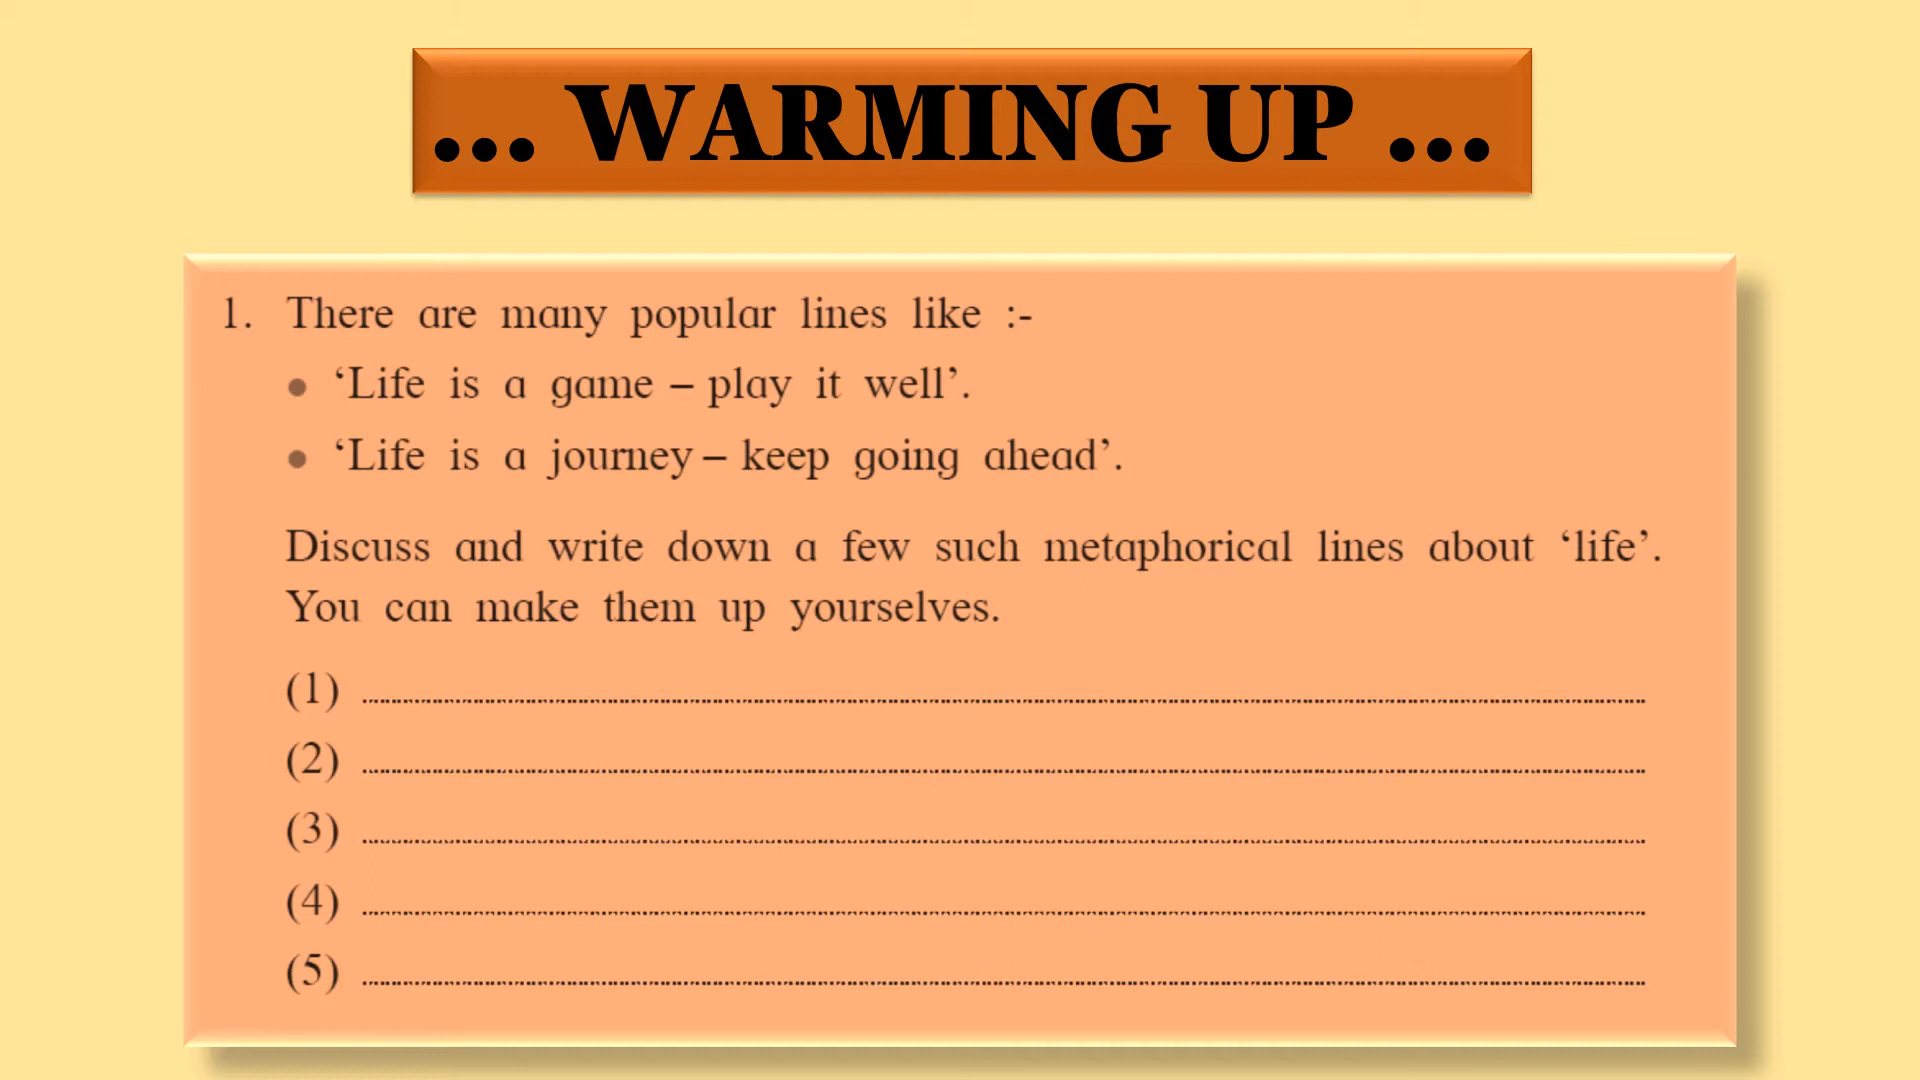 ... WARMING UP ...
1. There are many popular lines like :-
● ‘Life is a game – play it well’.
● ‘Life is a journey – keep going ahead’.
Discuss and write down a few such metaphorical lines about ‘life’.
You can make them up yourselves.
(1) ........................................................................
(2) ........................................................................
(3) ........................................................................
(4) ........................................................................
(5) ........................................................................